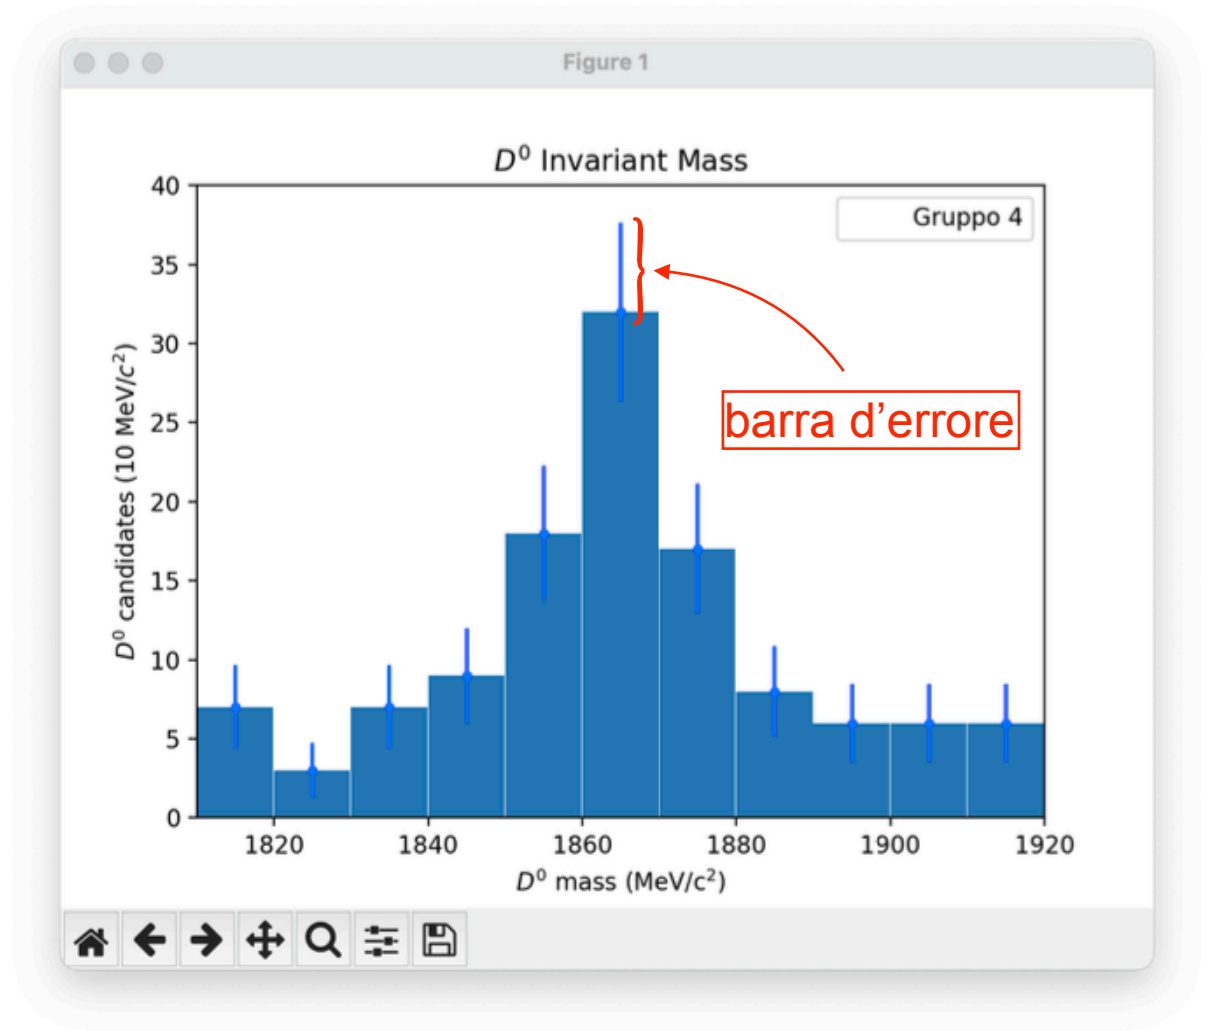 Figure 1
D⁰ Invariant Mass
Gruppo 4
barra d’errore
D⁰ candidates (10 MeV/c²)
40
35
30
25
20
15
10
5
0
1820 1840 1860 1880 1900 1920
D⁰ mass (MeV/c²)